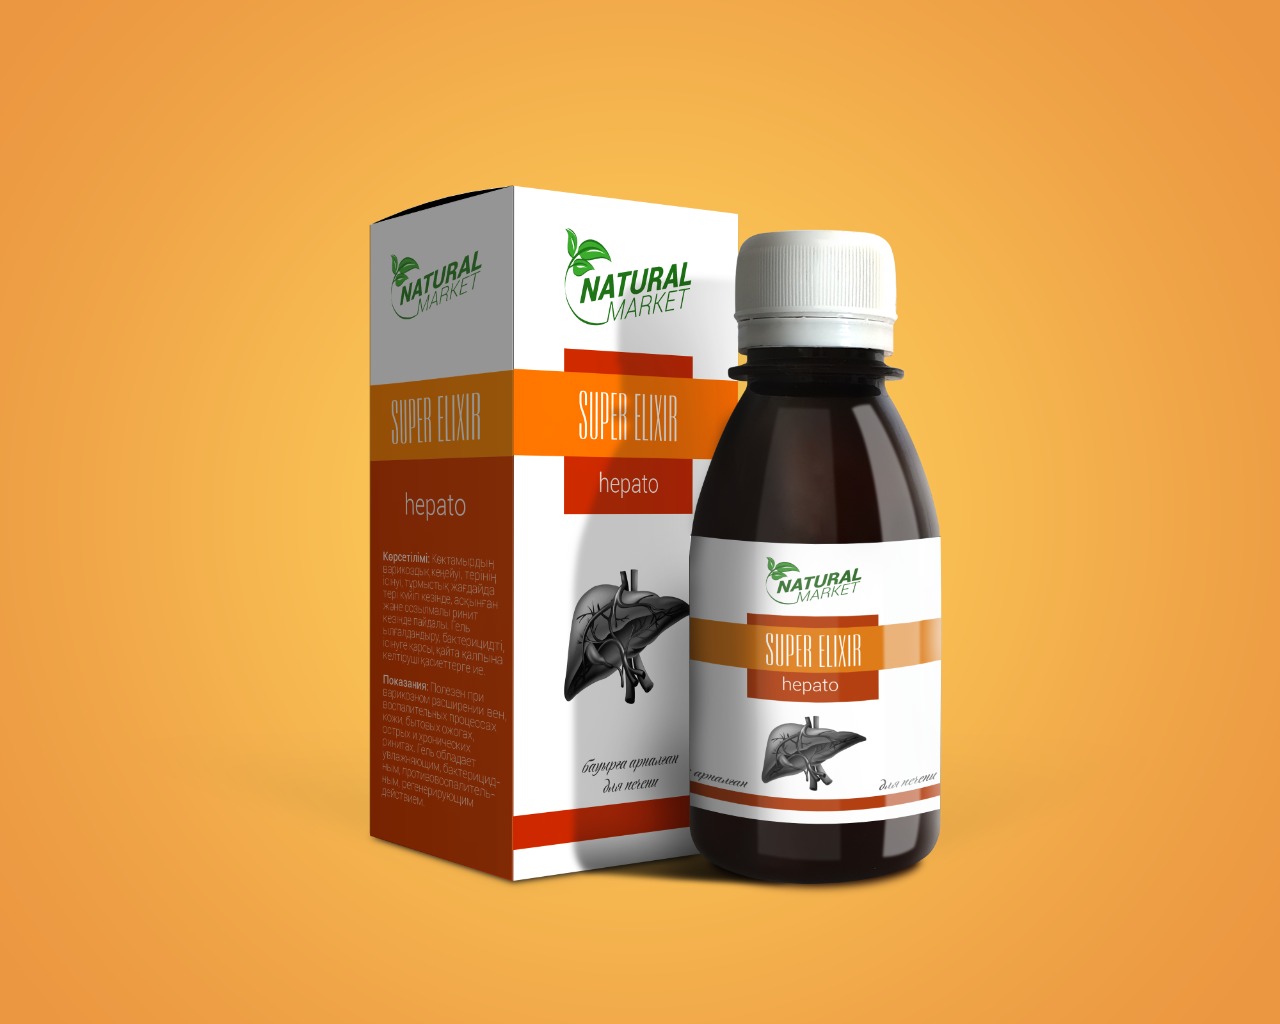 NATURAL
MARKET
SUPER ELIXIR
hepato
Көрсетілімі: Көктамырдың
варикоздық кеңейуі, терінің
ісінуі, тұрмыстық жағдайда
тері күйігі кезінде, асқынған
және созылмалы ринит
кезінде пайдалы. Гель
ылғалдандыру, бактерицидті,
ісінуге қарсы, қайта қалпына
келтіруші қасиеттерге ие.
Показания: Полезен при
варикозном расширении вен,
воспалительных процессах
кожи, бытовых ожогах,
острых и хронических
ринитах. Гель обладает
увлажняющим, бактерицид-
ным, противовоспалитель-
ным, регенерирующим
действием.
NATURAL
MARKET
SUPER ELIXIR
hepato
бауырға арналған
для печени
NATURAL
MARKET
SUPER ELIXIR
hepato
арналған
для печени